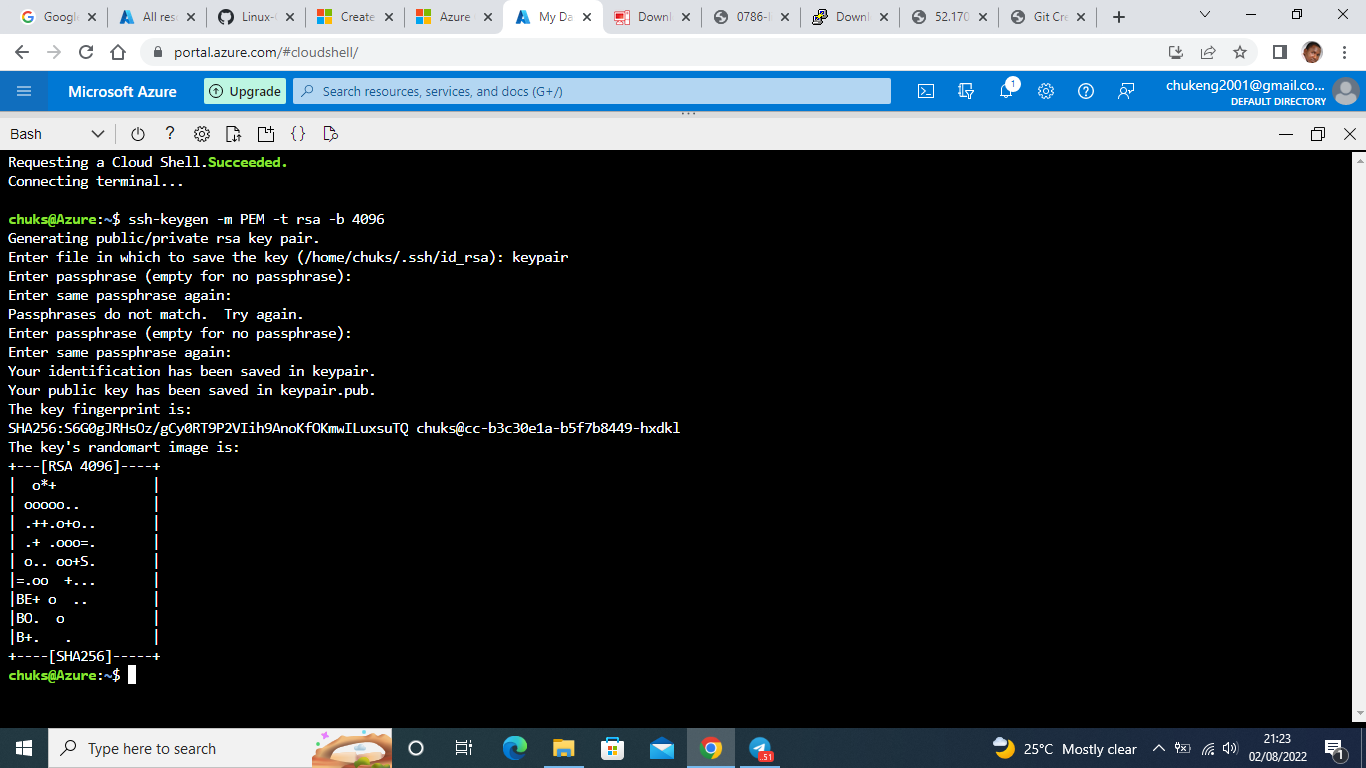 Google
All res
Linux-
Create
Azure
My Da
Downl
0786-
Downl
52.170
Git Cre
portal.azure.com/#cloudshell/
Microsoft Azure
Upgrade
Search resources, services, and docs (G+/)
1
chukeng2001@gmail.co...
DEFAULT DIRECTORY
Bash
Requesting a Cloud Shell.Succeeded.
Connecting terminal...
chuks@Azure:~$ ssh-keygen -m PEM -t rsa -b 4096
Generating public/private rsa key pair.
Enter file in which to save the key (/home/chuks/.ssh/id_rsa): keypair
Enter passphrase (empty for no passphrase):
Enter same passphrase again:
Passphrases do not match.  Try again.
Enter passphrase (empty for no passphrase):
Enter same passphrase again:
Your identification has been saved in keypair.
Your public key has been saved in keypair.pub.
The key fingerprint is:
SHA256:S6G0gJRHsOz/gCy0RT9P2VIih9AnoKfOKmwILuxsuTQ chuks@cc-b3c30e1a-b5f7b8449-hxdkl
The key's randomart image is:
+---[RSA 4096]----+
|  o*+            |
| ooooo..         |
| .++.o+o..       |
| .+ .ooo=.       |
| o.. oo+S.       |
|=.oo  +...       |
|BE+ o  ..        |
|BO.  o           |
|B+.   .          |
+----[SHA256]-----+
chuks@Azure:~$
Type here to search
51
25°C Mostly clear
21:23
02/08/2022
1